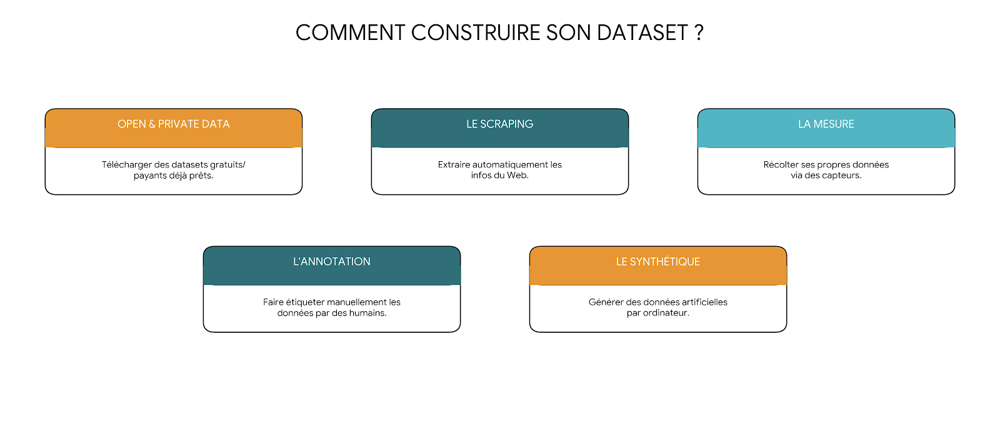 COMMENT CONSTRUIRE SON DATASET ?
OPEN & PRIVATE DATA
Télécharger des datasets gratuits/
payants déjà prêts.
LE SCRAPING
Extraire automatiquement les
infos du Web.
LA MESURE
Récolter ses propres données
via des capteurs.
L'ANNOTATION
Faire étiqueter manuellement les
données par des humains.
LE SYNTHÉTIQUE
Générer des données artificielles
par ordinateur.